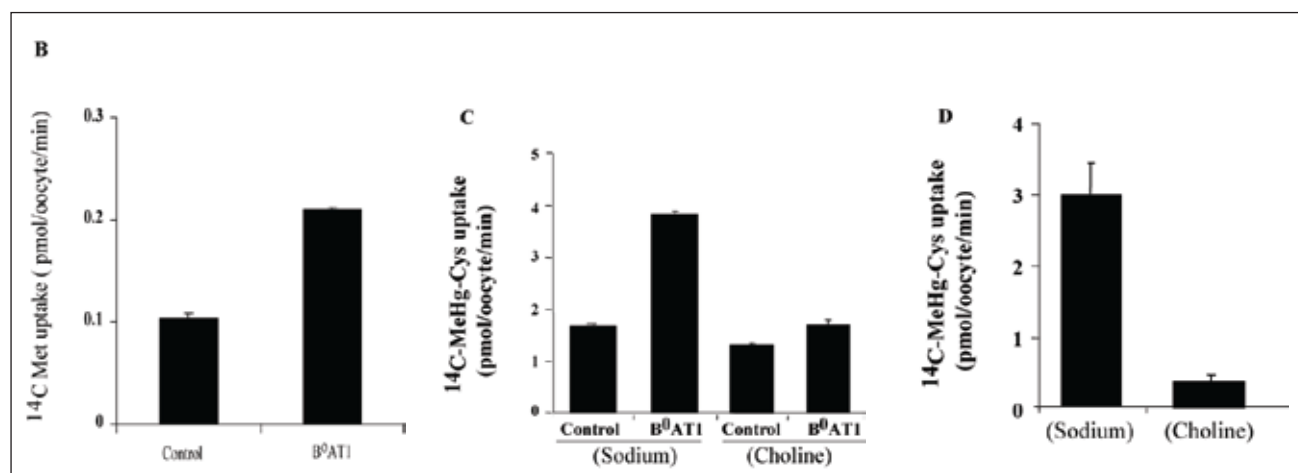 B
¹⁴C Met uptake ( pmol/oocyte/min)
0.3
0.2
0.1
0
Control
B⁰AT1
C
¹⁴C-MeHg-Cys uptake
(pmol/oocyte/min)
5
4
3
2
1
0
Control B⁰AT1 Control B⁰AT1
(Sodium) (Choline)
D
¹⁴C-MeHg-Cys uptake
(pmol/oocyte/min)
4
3
2
1
0
(Sodium) (Choline)